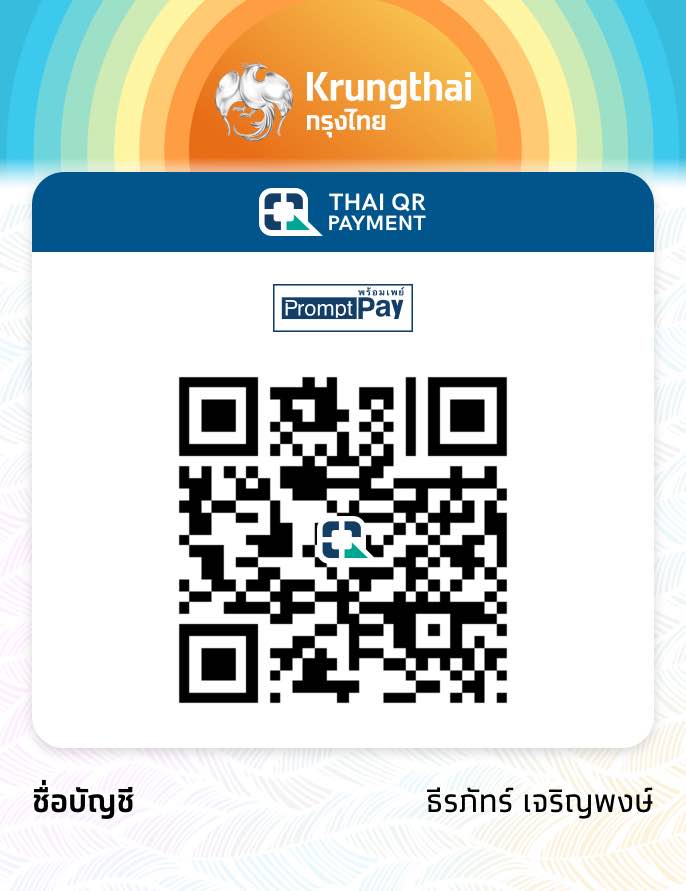 Krungthai
กรุงไทย
THAI QR
PAYMENT
พร้อมเพย์
PromptPay
ชื่อบัญชี
ธีรภัทร์ เจริญพงษ์